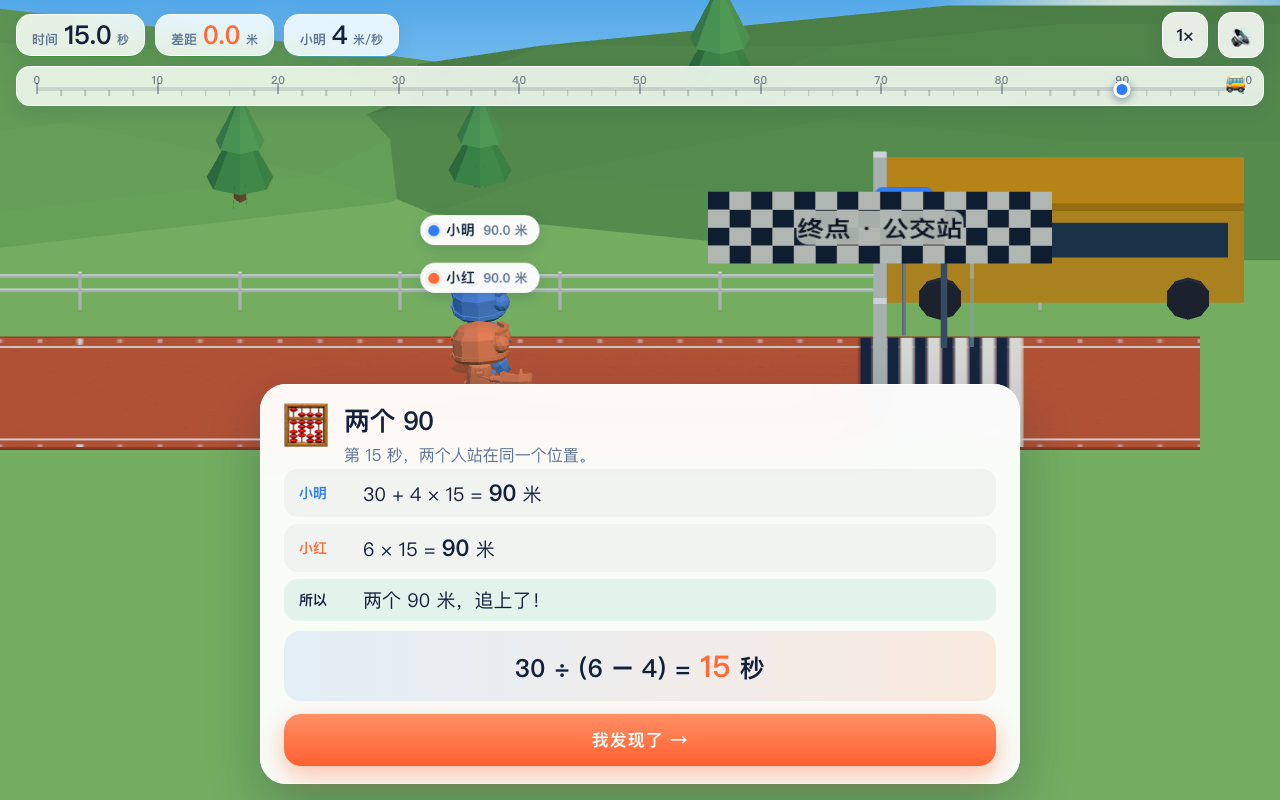 时间 15.0 秒
差距 0.0 米
小明 4 米/秒
1×
0 10 20 30 40 50 60 70 80 90
终点 · 公交站
小明 90.0 米
小红 90.0 米
两个 90
第 15 秒，两个人站在同一个位置。
小明 30 + 4 × 15 = 90 米
小红 6 × 15 = 90 米
所以 两个 90 米，追上了！
30 ÷ (6 − 4) = 15 秒
我发现了 →